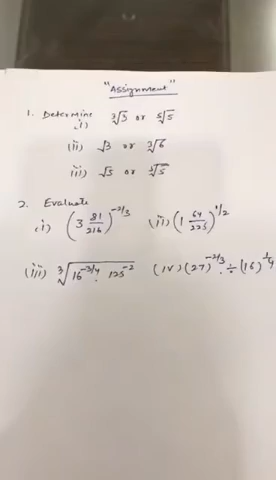 "Assignment"
1. Determine
i) ∛3 or ⁵√5
(ii) √3 or ∛6
iii) √5 or ∛5
2. Evaluate
(i) (3 81/216)^-2/3 (ii) (1 64/225)^1/2
(iii) ∛(16^-3/4 . 125^-2) (iv) (27)^-2/3 ÷ (16)^1/4